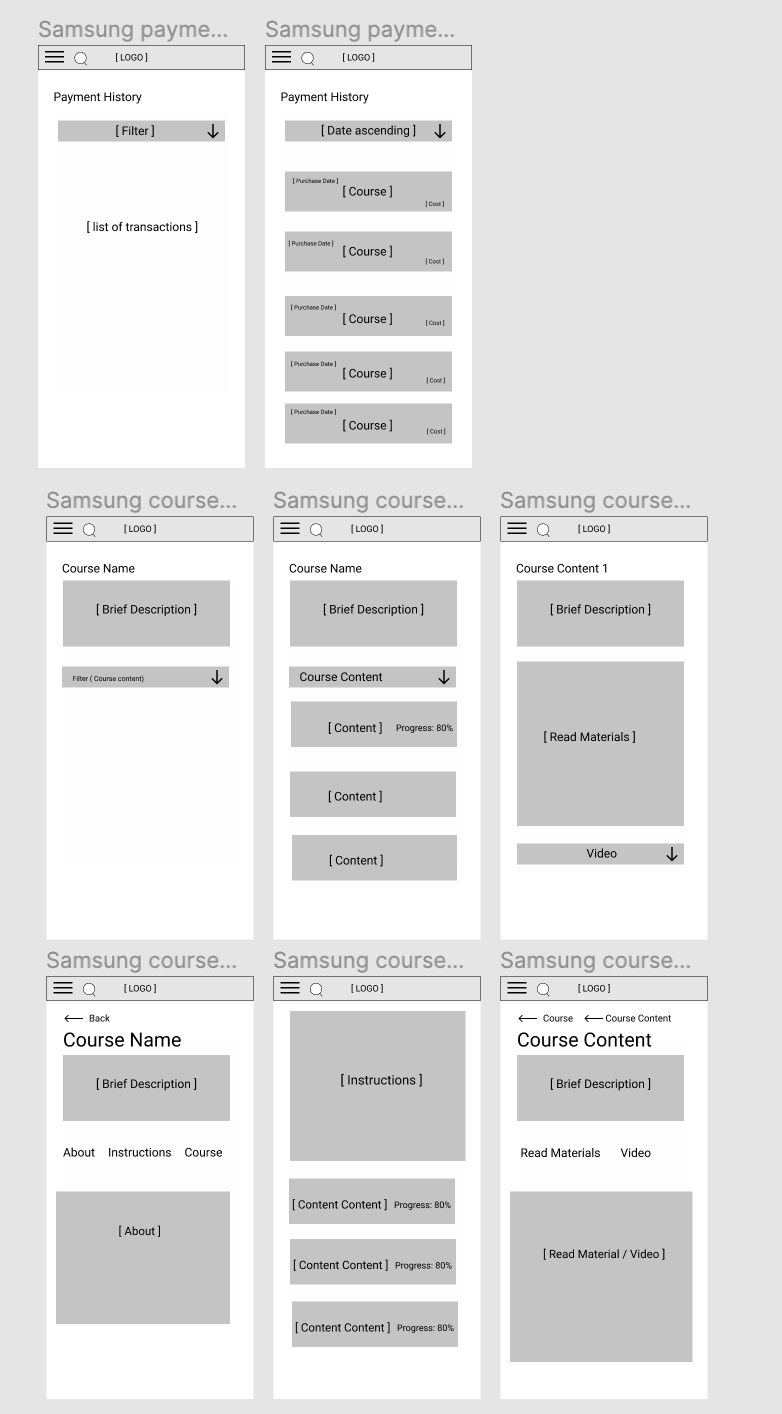 Samsung payme...
Samsung payme...
[ LOGO ]
[ LOGO ]
Payment History
[ Filter ]
[ list of transactions ]
Payment History
[ Date ascending ]
[ Purchase Date ]
[ Course ]
[ Cost ]
[ Purchase Date ]
[ Course ]
[ Cost ]
[ Purchase Date ]
[ Course ]
[ Cost ]
[ Purchase Date ]
[ Course ]
[ Cost ]
[ Purchase Date ]
[ Course ]
[ Cost ]
Samsung course...
Samsung course...
Samsung course...
[ LOGO ]
[ LOGO ]
[ LOGO ]
Course Name
[ Brief Description ]
Filter ( Course content)
Course Name
[ Brief Description ]
Course Content
[ Content ] Progress: 80%
[ Content ]
[ Content ]
Course Content 1
[ Brief Description ]
[ Read Materials ]
Video
Samsung course...
Samsung course...
Samsung course...
[ LOGO ]
[ LOGO ]
[ LOGO ]
Back
Course Name
[ Brief Description ]
About Instructions Course
[ About ]
[ Instructions ]
[ Content Content ] Progress: 80%
[ Content Content ] Progress: 80%
[ Content Content ] Progress: 80%
Course Course Content
Course Content
[ Brief Description ]
Read Materials Video
[ Read Material / Video ]